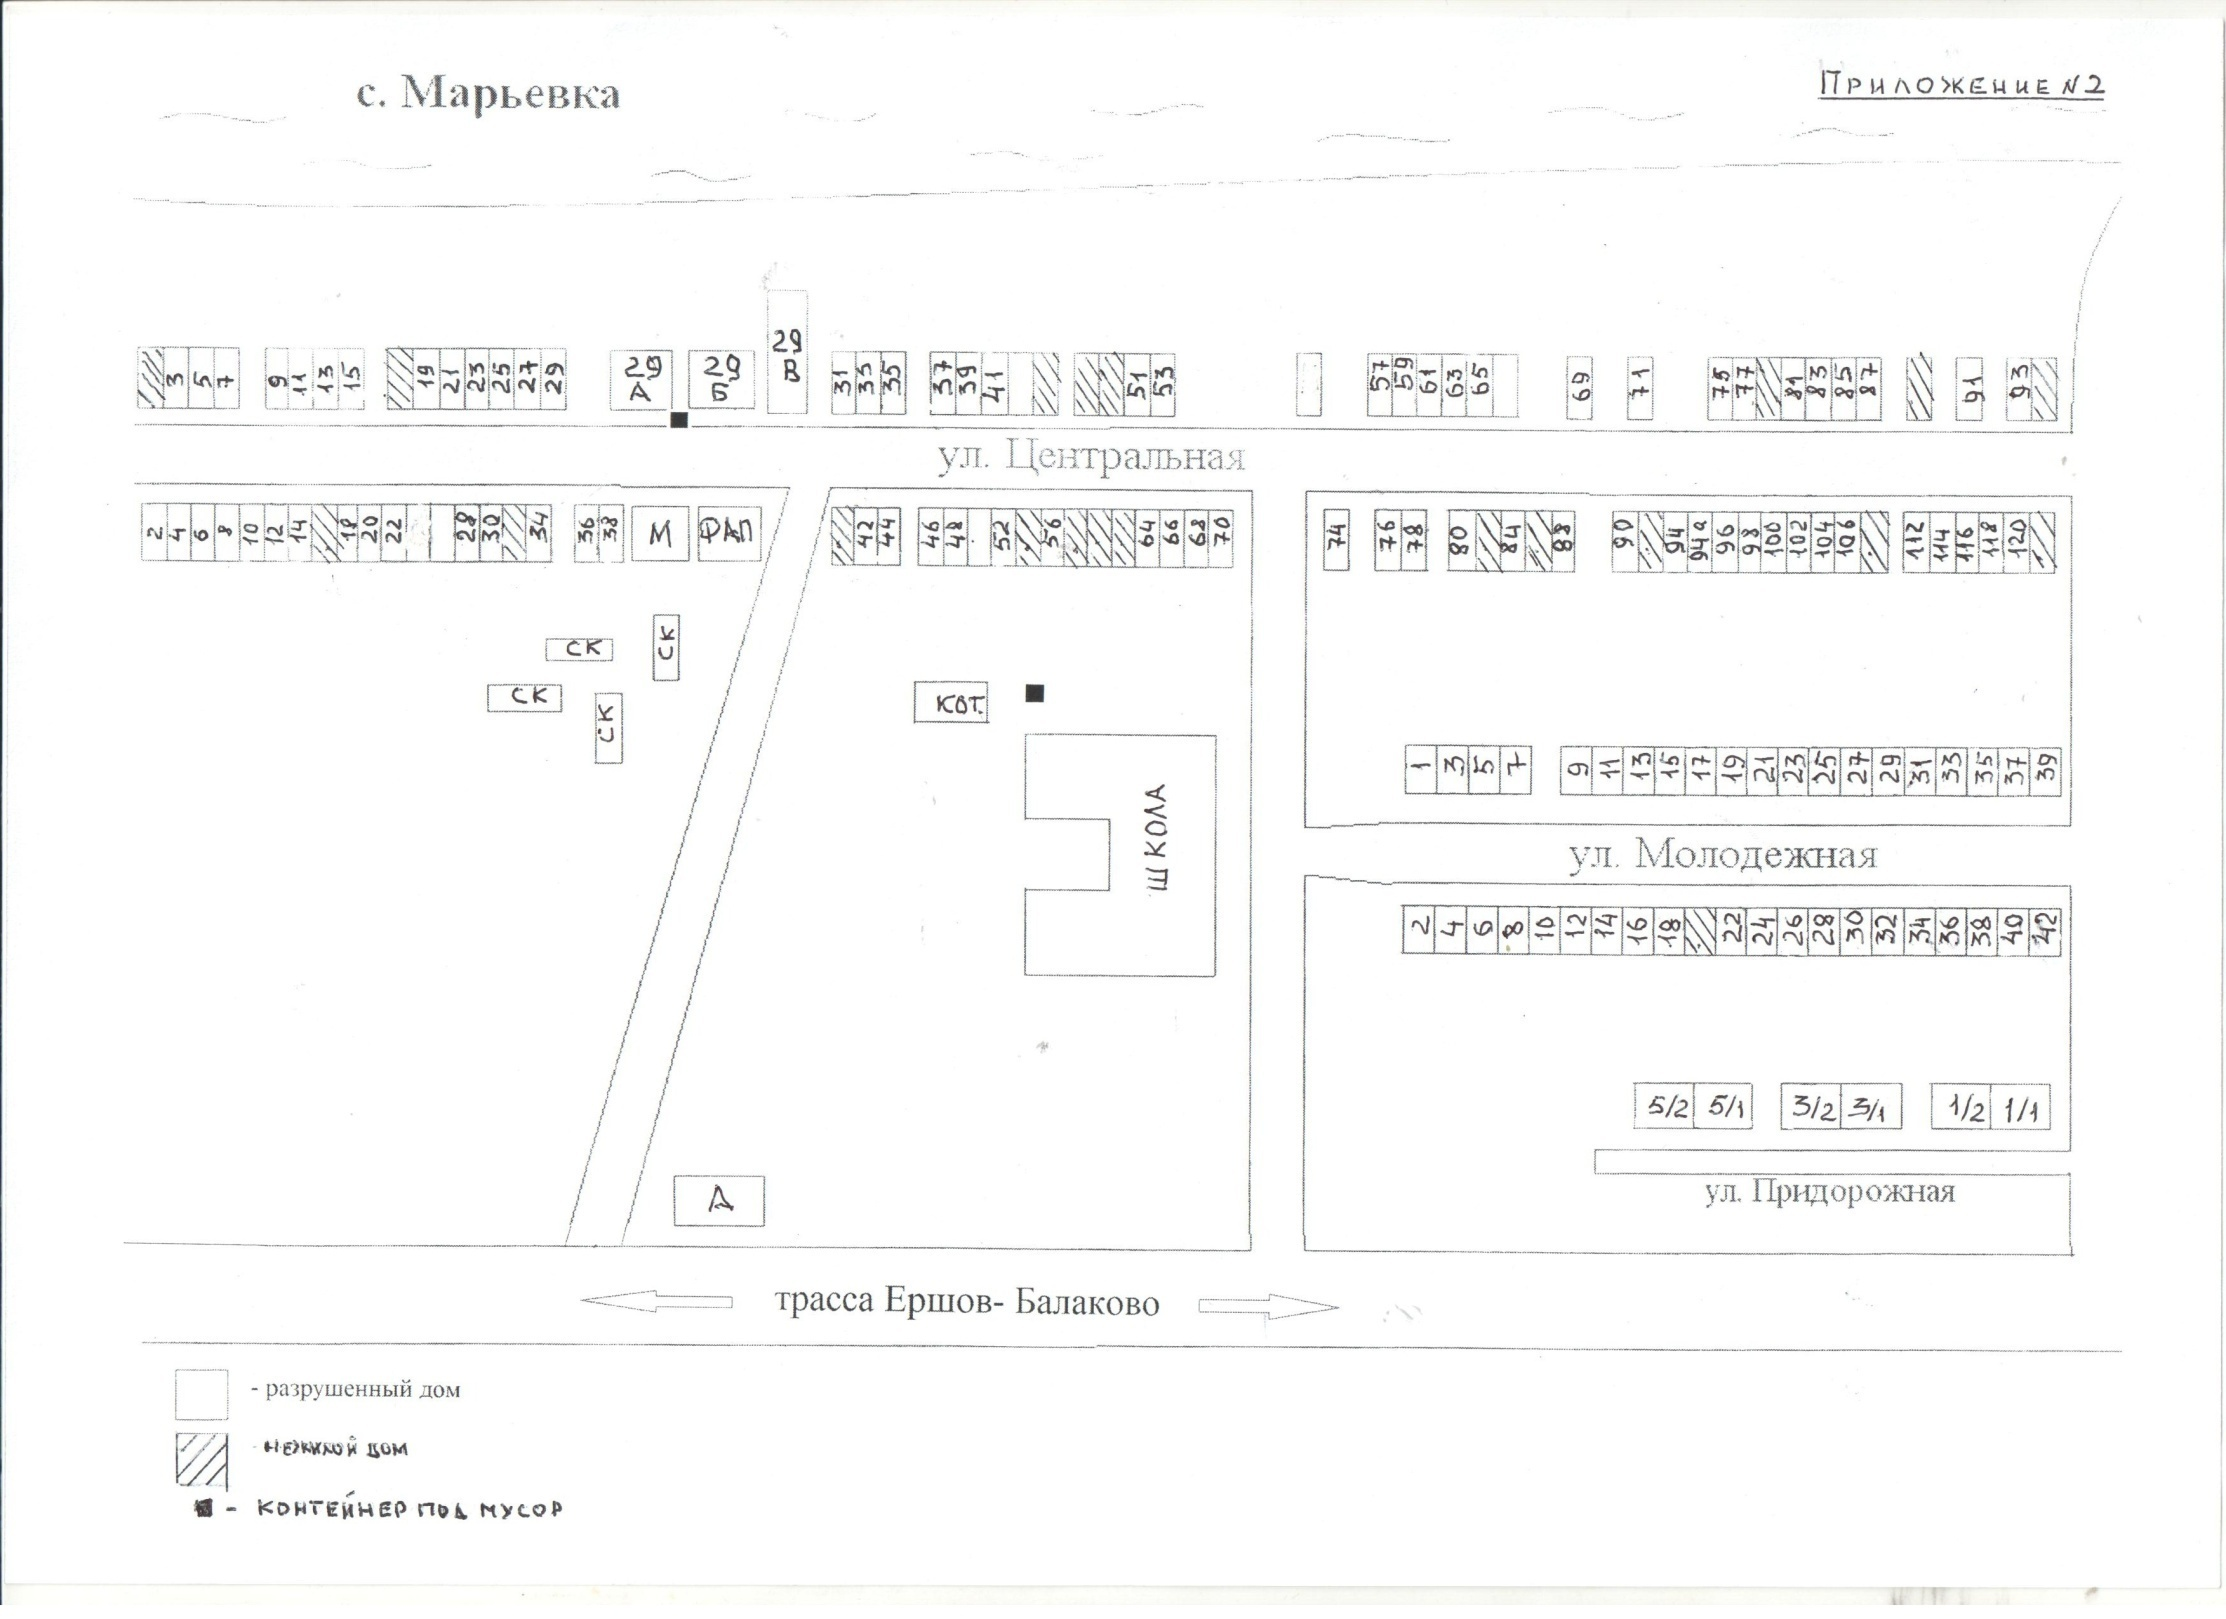 с. Марьевка
ПРИЛОЖЕНИЕ N 2
3 5 7 9 11 13 15 19 21 23 25 27 29 29 А 29 Б 29 В 31 33 35 37 39 41 51 53 57 59 61 63 65 69 71 75 77 81 83 85 87 91 93
ул. Центральная
2 4 6 8 10 12 14 18 20 22 28 30 34 36 38 М ФАП 42 44 46 48 52 56 64 66 68 70 74 76 78 80 84 88 90 94 94а 96 98 100 102 104 106 112 114 116 118 120
СК СК
СК СК
КОТ.
ШКОЛА
1 3 5 7 9 11 13 15 17 19 21 23 25 27 29 31 33 35 37 39
ул. Молодежная
2 4 6 8 10 12 14 16 18 22 24 26 28 30 32 34 36 38 40 42
5/2 5/1 3/2 3/1 1/2 1/1
ул. Придорожная
А
трасса Ершов- Балаково
- разрушенный дом
- нежилой дом
- КОНТЕЙНЕР ПОД МУСОР